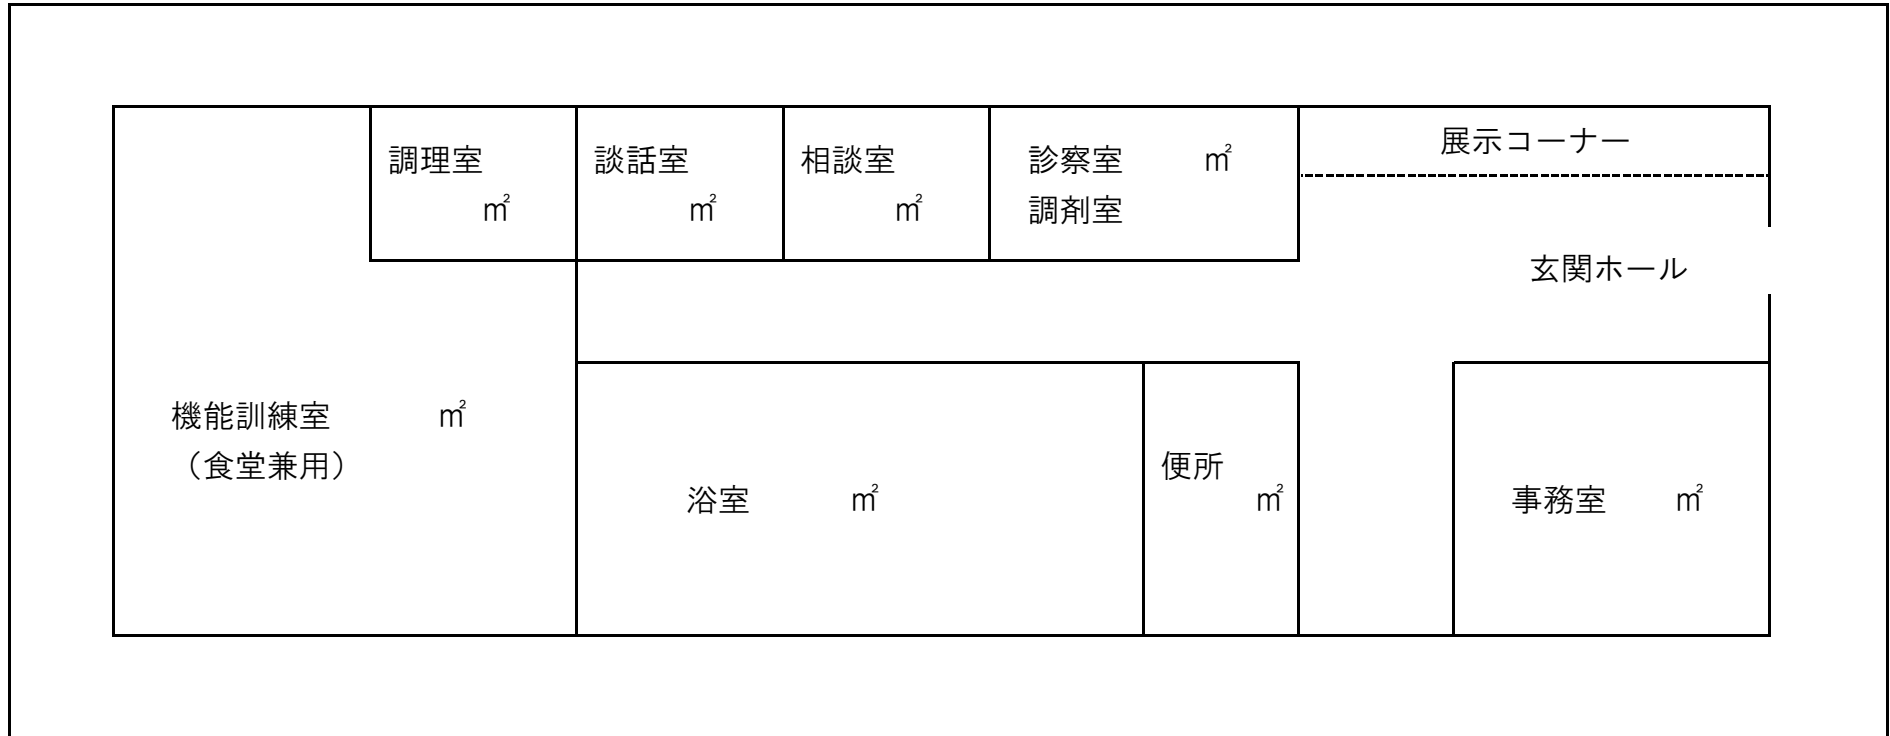 調理室
㎡
談話室
㎡
相談室
㎡
診察室 ㎡
調剤室
展示コーナー
玄関ホール
機能訓練室 ㎡
（食堂兼用）
浴室 ㎡
便所
㎡
事務室 ㎡